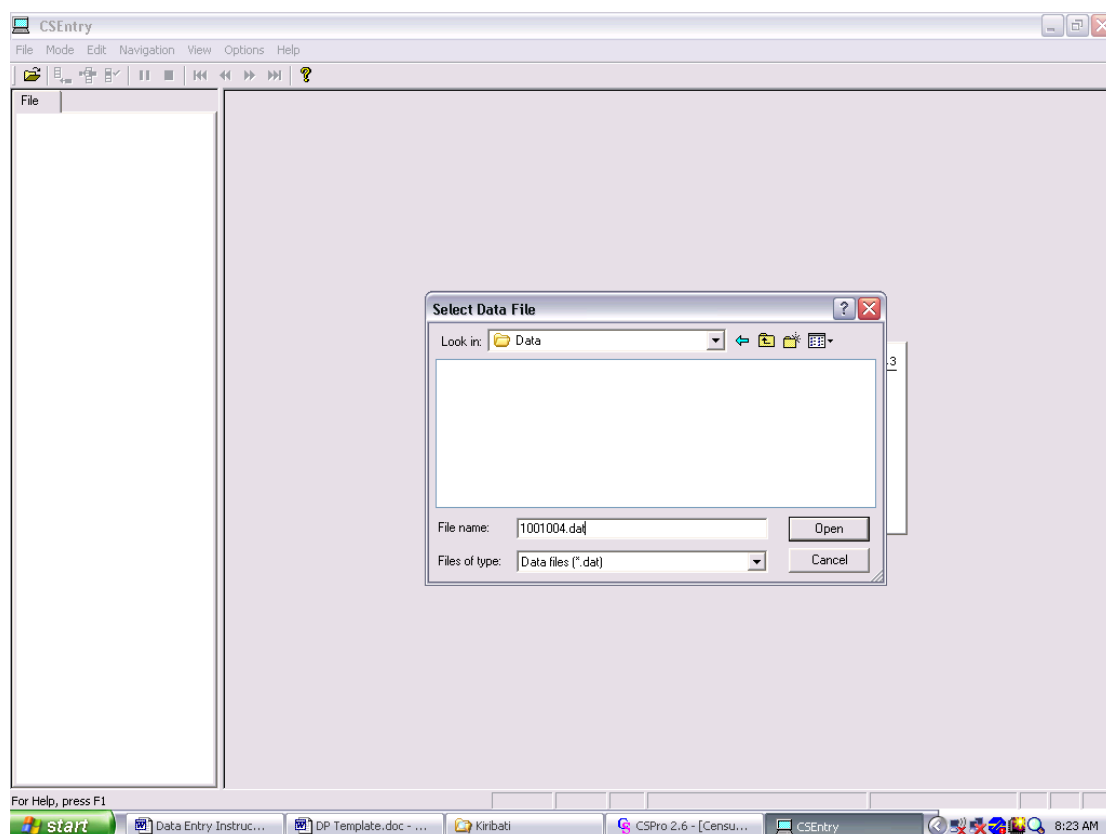 CSEntry
File Mode Edit Navigation View Options Help
File
Select Data File
Look in: Data
.3
File name: 1001004.dat
Open
Files of type: Data files (*.dat)
Cancel
For Help, press F1
start Data Entry Instruc... DP Template.doc - ... Kiribati CSPro 2.6 - [Censu... CSEntry 8:23 AM